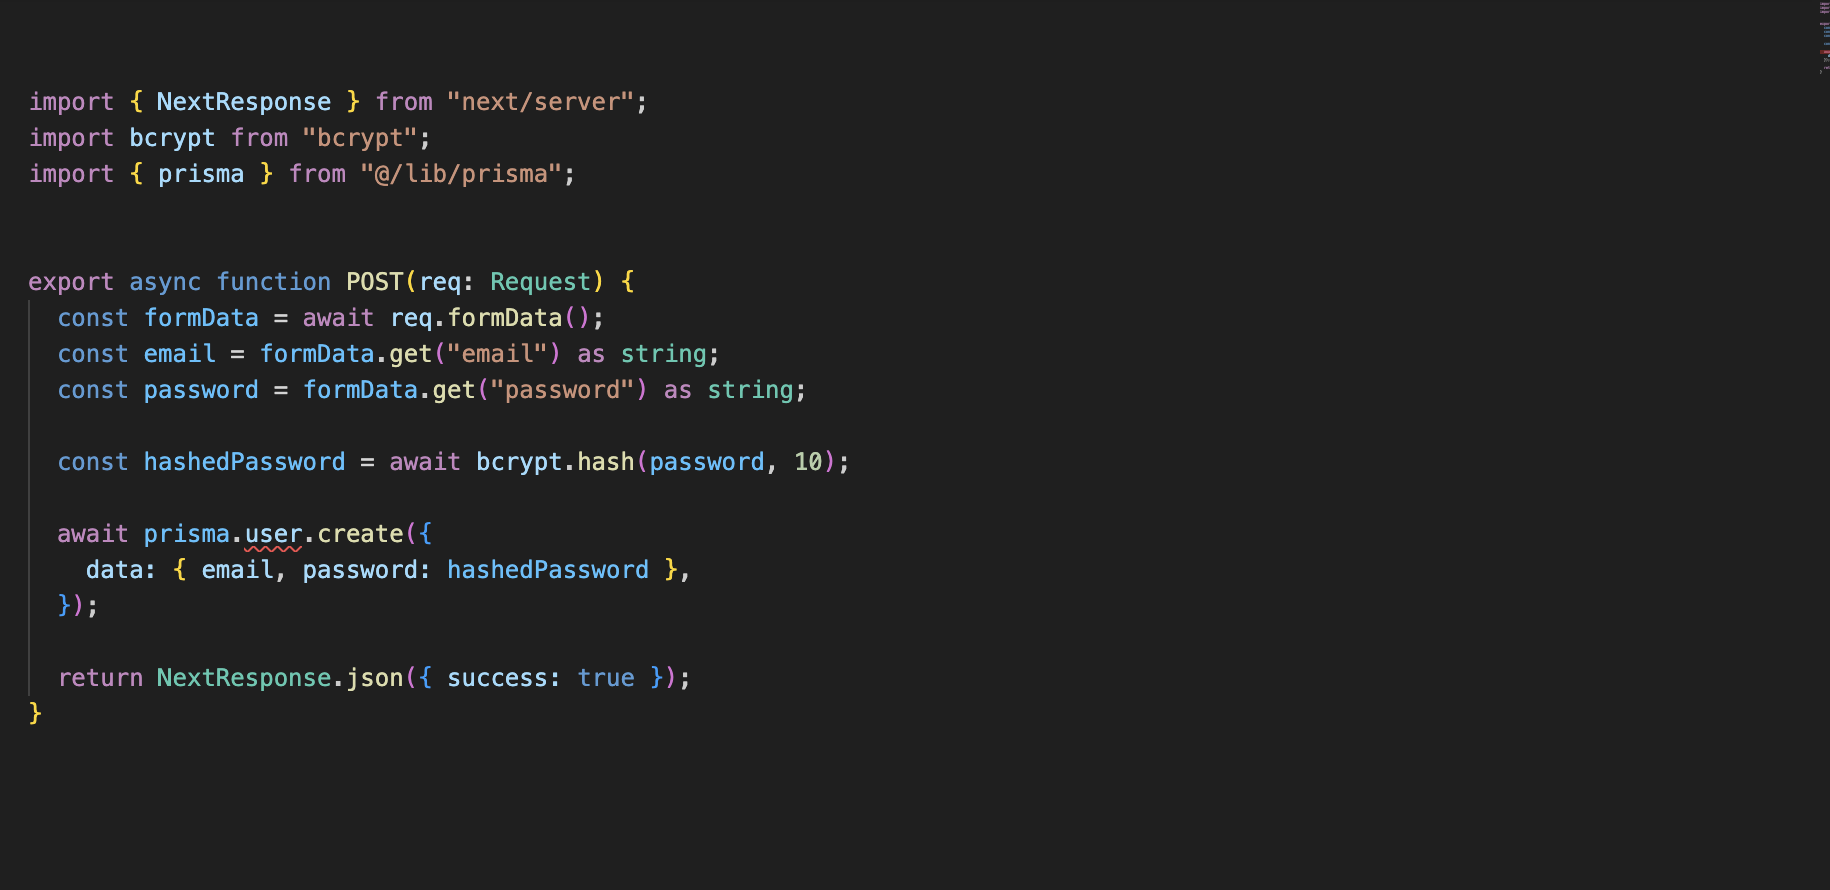 import { NextResponse } from "next/server";
import bcrypt from "bcrypt";
import { prisma } from "@/lib/prisma";
export async function POST(req: Request) {
const formData = await req.formData();
const email = formData.get("email") as string;
const password = formData.get("password") as string;
const hashedPassword = await bcrypt.hash(password, 10);
await prisma.user.create({
data: { email, password: hashedPassword },
});
return NextResponse.json({ success: true });
}